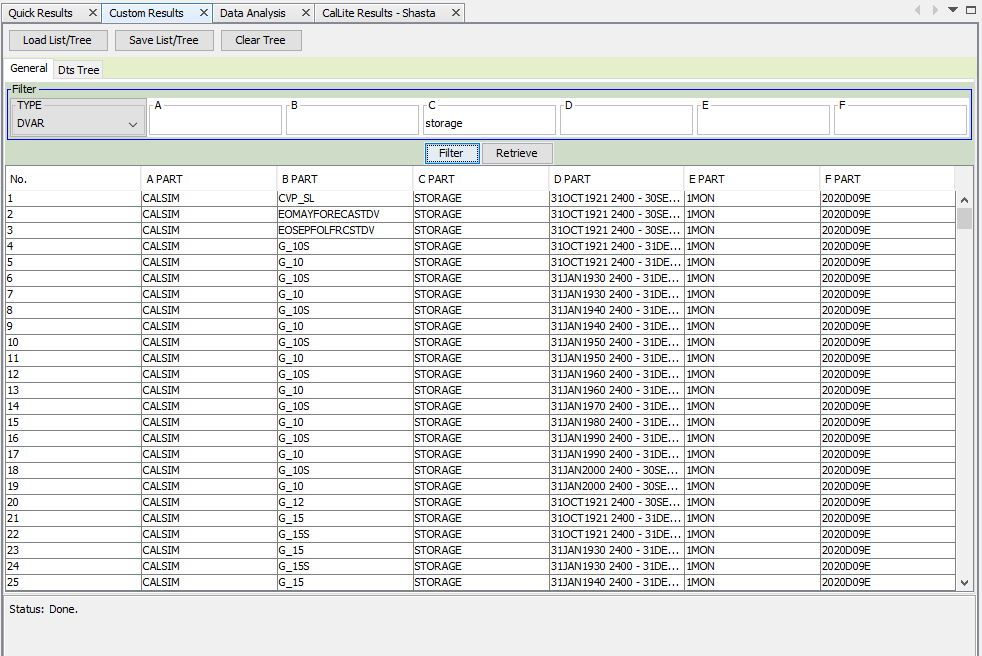 Quick Results Custom Results Data Analysis CalLite Results - Shasta
Load List/Tree Save List/Tree Clear Tree
General Dts Tree
Filter
TYPE A B C D E F
DVAR storage
Filter Retrieve
No. A PART B PART C PART D PART E PART F PART
1 CALSIM CVP_SL STORAGE 31OCT1921 2400 - 30SE... 1MON 2020D09E
2 CALSIM EOMAYFORECASTDV STORAGE 31OCT1921 2400 - 30SE... 1MON 2020D09E
3 CALSIM EOSEPFOLFRCSTDV STORAGE 31OCT1921 2400 - 30SE... 1MON 2020D09E
4 CALSIM G_10S STORAGE 31OCT1921 2400 - 31DE... 1MON 2020D09E
5 CALSIM G_10 STORAGE 31OCT1921 2400 - 31DE... 1MON 2020D09E
6 CALSIM G_10S STORAGE 31JAN1930 2400 - 31DE... 1MON 2020D09E
7 CALSIM G_10 STORAGE 31JAN1930 2400 - 31DE... 1MON 2020D09E
8 CALSIM G_10S STORAGE 31JAN1940 2400 - 31DE... 1MON 2020D09E
9 CALSIM G_10 STORAGE 31JAN1940 2400 - 31DE... 1MON 2020D09E
10 CALSIM G_10S STORAGE 31JAN1950 2400 - 31DE... 1MON 2020D09E
11 CALSIM G_10 STORAGE 31JAN1950 2400 - 31DE... 1MON 2020D09E
12 CALSIM G_10S STORAGE 31JAN1960 2400 - 31DE... 1MON 2020D09E
13 CALSIM G_10 STORAGE 31JAN1960 2400 - 31DE... 1MON 2020D09E
14 CALSIM G_10S STORAGE 31JAN1970 2400 - 31DE... 1MON 2020D09E
15 CALSIM G_10 STORAGE 31JAN1980 2400 - 31DE... 1MON 2020D09E
16 CALSIM G_10S STORAGE 31JAN1990 2400 - 31DE... 1MON 2020D09E
17 CALSIM G_10 STORAGE 31JAN1990 2400 - 31DE... 1MON 2020D09E
18 CALSIM G_10S STORAGE 31JAN2000 2400 - 30SE... 1MON 2020D09E
19 CALSIM G_10 STORAGE 31JAN2000 2400 - 30SE... 1MON 2020D09E
20 CALSIM G_12 STORAGE 31OCT1921 2400 - 30SE... 1MON 2020D09E
21 CALSIM G_15 STORAGE 31OCT1921 2400 - 31DE... 1MON 2020D09E
22 CALSIM G_15S STORAGE 31OCT1921 2400 - 31DE... 1MON 2020D09E
23 CALSIM G_15 STORAGE 31JAN1930 2400 - 31DE... 1MON 2020D09E
24 CALSIM G_15S STORAGE 31JAN1930 2400 - 31DE... 1MON 2020D09E
25 CALSIM G_15 STORAGE 31JAN1940 2400 - 31DE... 1MON 2020D09E
Status: Done.